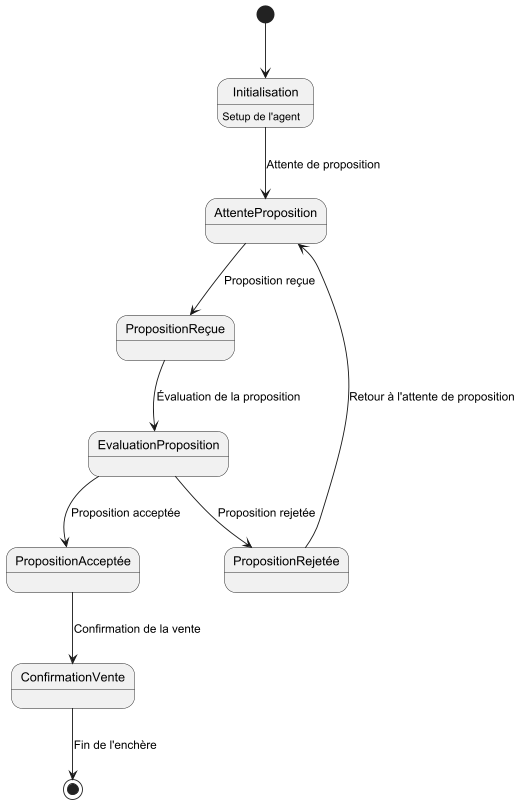 Initialisation
Setup de l'agent
Attente de proposition
AttenteProposition
Proposition reçue
PropositionReçue
Évaluation de la proposition
Retour à l'attente de proposition
EvaluationProposition
Proposition acceptée
Proposition rejetée
PropositionAcceptée
PropositionRejetée
Confirmation de la vente
ConfirmationVente
Fin de l'enchère